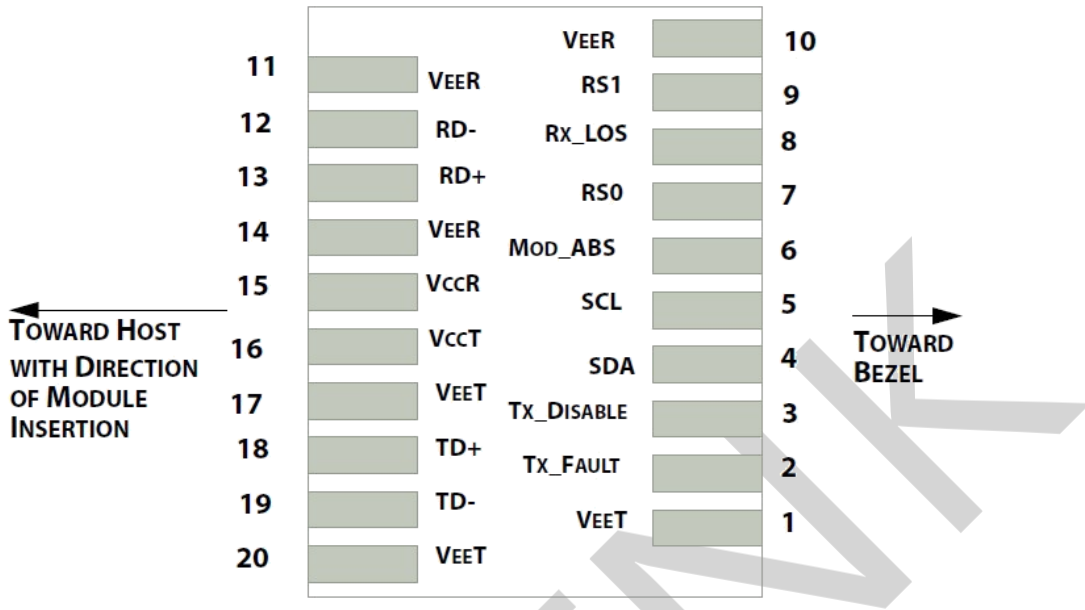 11 VEER
12 RD-
13 RD+
14 VEER
15 VCCR
16 VCCT
17 VEET
18 TD+
19 TD-
20 VEET
VEER 10
RS1 9
RX_LOS 8
RS0 7
MOD_ABS 6
SCL 5
SDA 4
TX_DISABLE 3
TX_FAULT 2
VEET 1
TOWARD HOST
WITH DIRECTION
OF MODULE
INSERTION
TOWARD
BEZEL